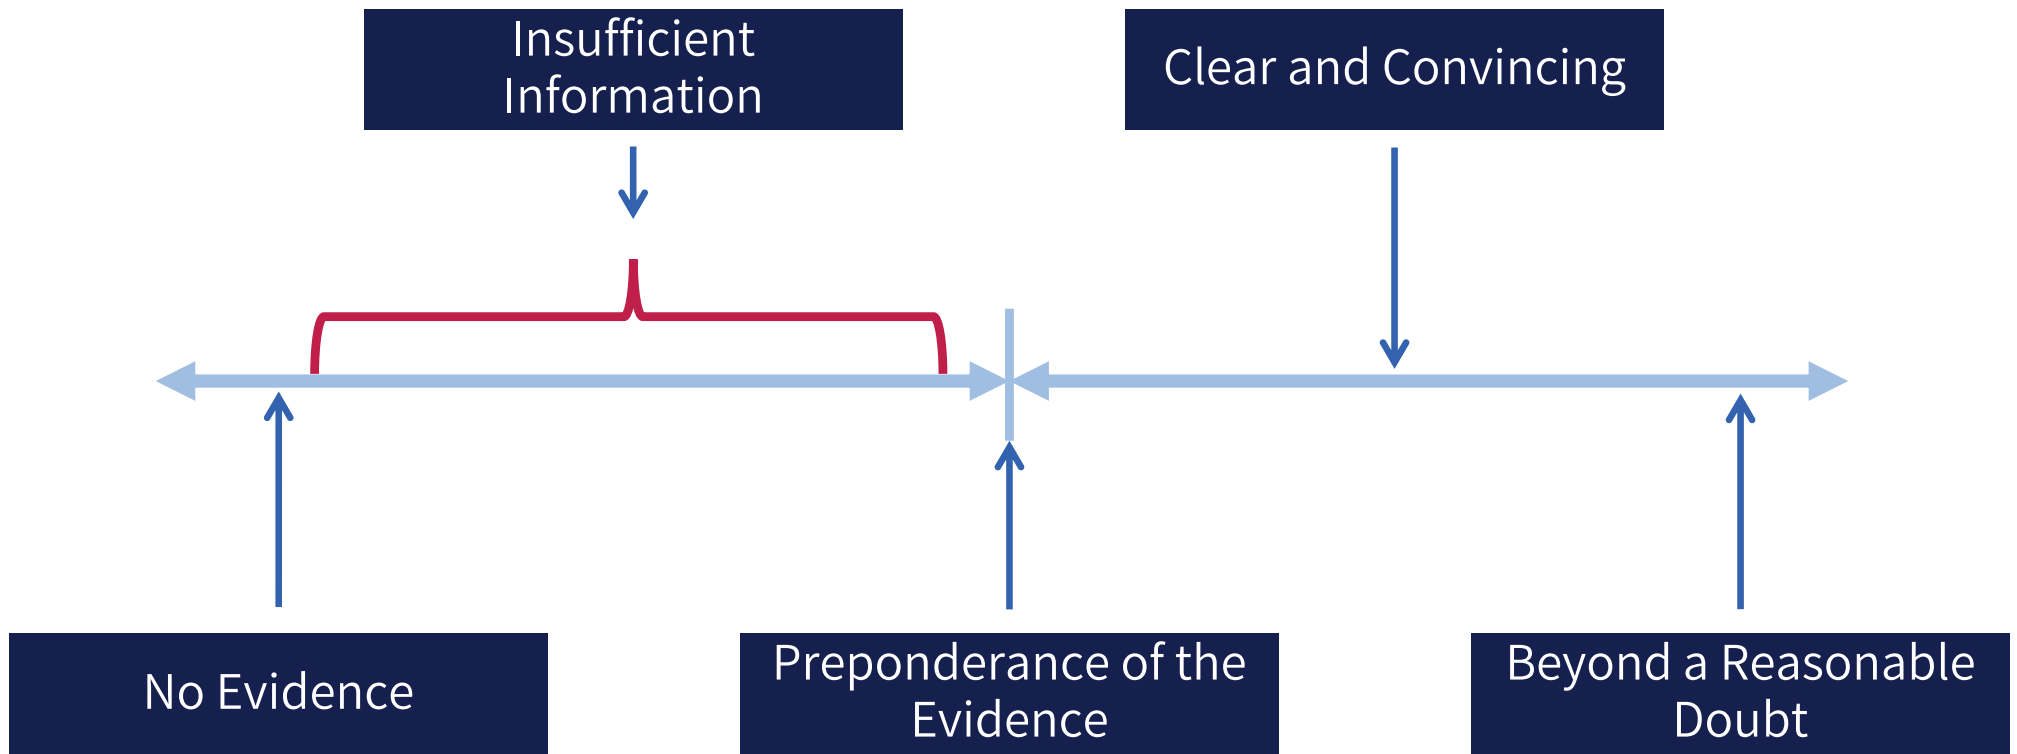 Insufficient
Information
Clear and Convincing
No Evidence
Preponderance of the
Evidence
Beyond a Reasonable
Doubt